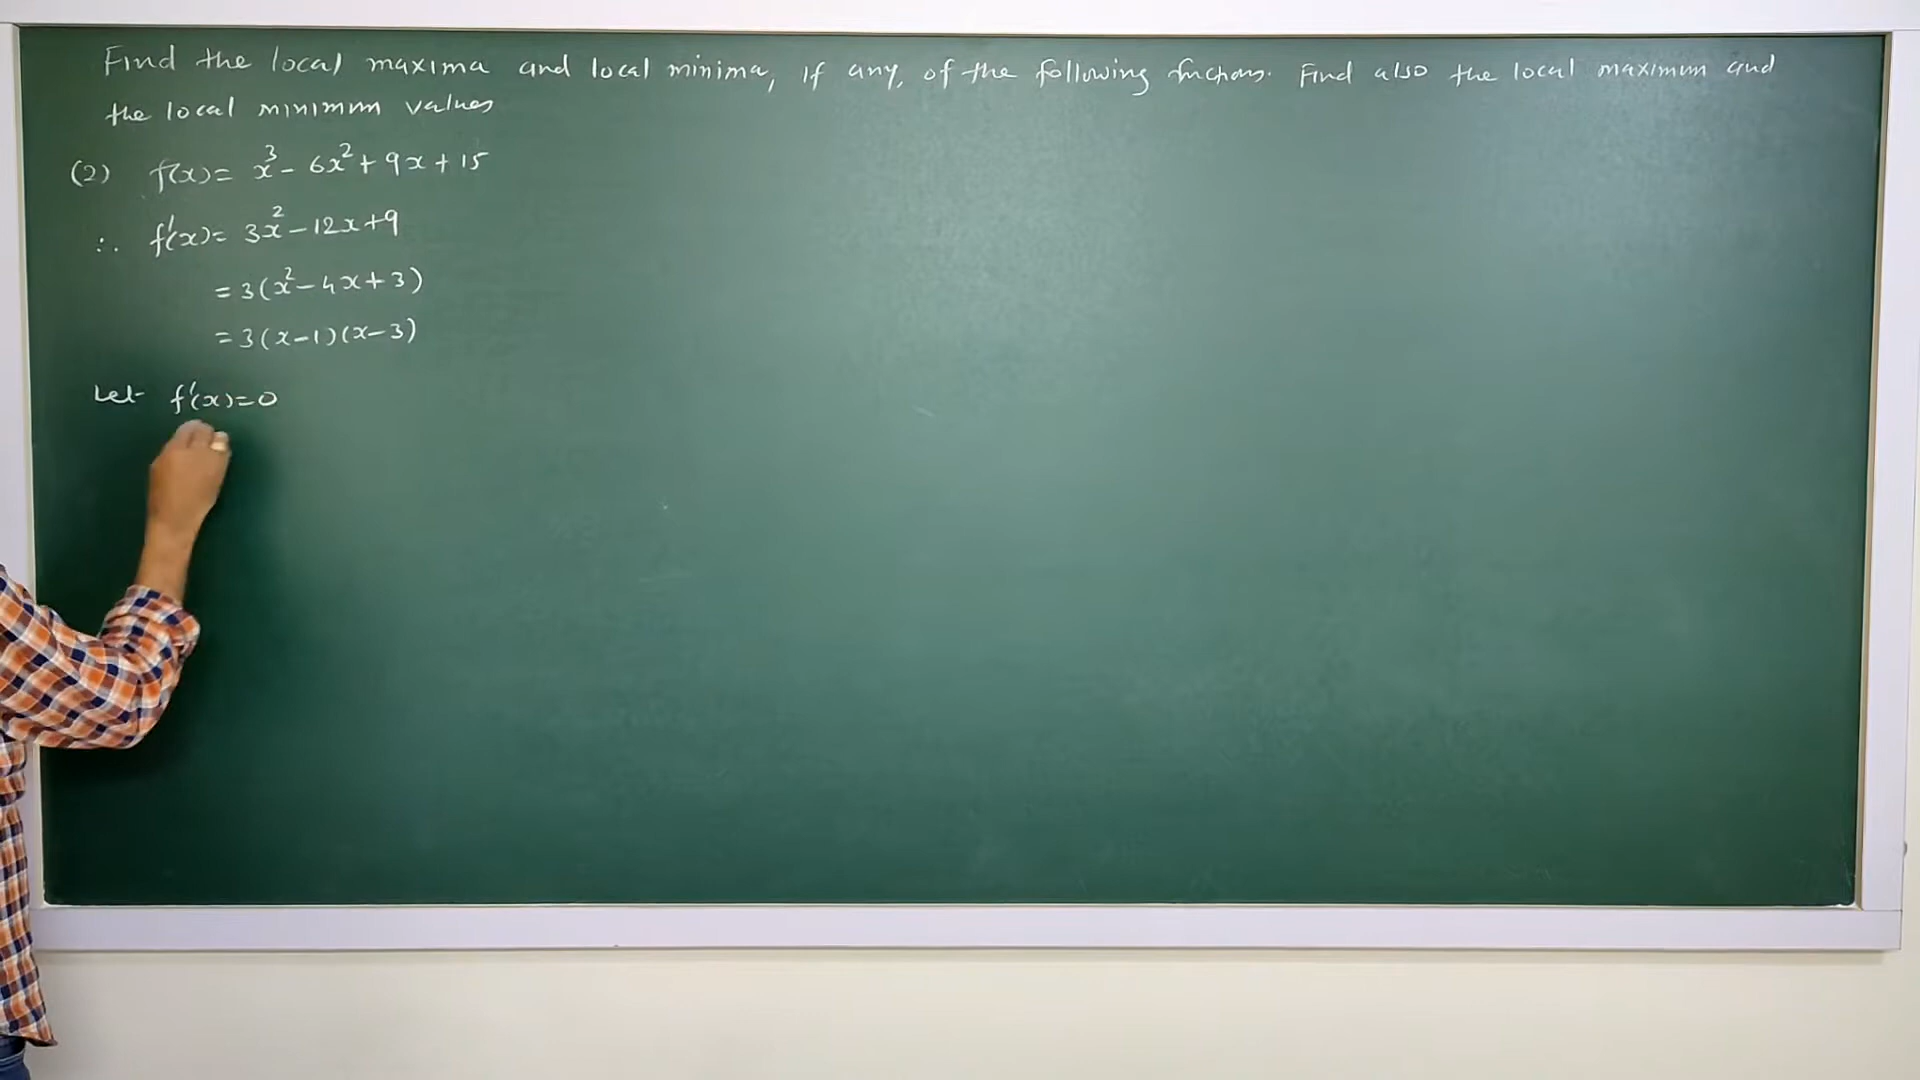 Find the local maxima and local minima, if any, of the following functions. Find also the local maximum and
the local minimum values
(2) f(x) = x³ - 6x² + 9x + 15
∴ f'(x) = 3x² - 12x + 9
= 3(x² - 4x + 3)
= 3(x - 1)(x - 3)
Let f'(x) = 0